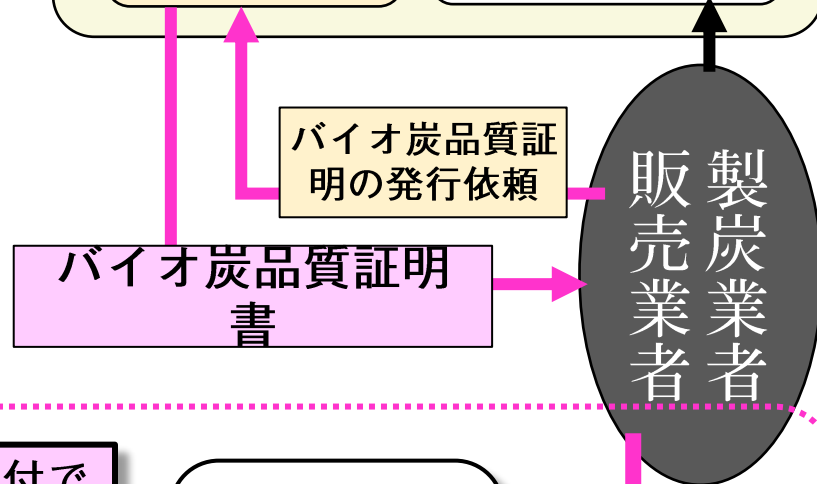 バイオ炭品質証
明の発行依頼
製炭業者
販売業者
バイオ炭品質証明
書
付で